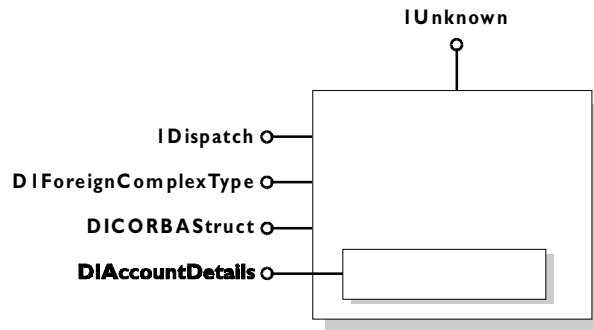 IUnknown
IDispatch
DIForeignComplexType
DICORBAStruct
DIAccountDetails